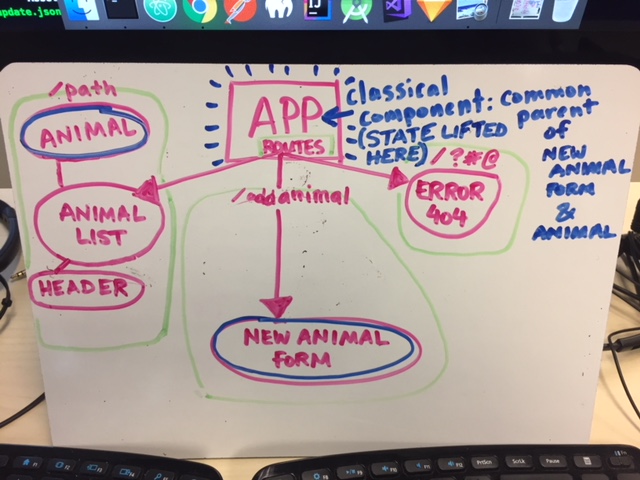 update.json
/path
ANIMAL
ANIMAL
LIST
HEADER
APP
ROUTES
Classical
component: common
(STATE LIFTED
HERE)
parent
of
NEW
ANIMAL
FORM
&
ANIMAL
/addanimal
NEW ANIMAL
FORM
/?#@
ERROR
404
PrtScn
ScrLk
Pause